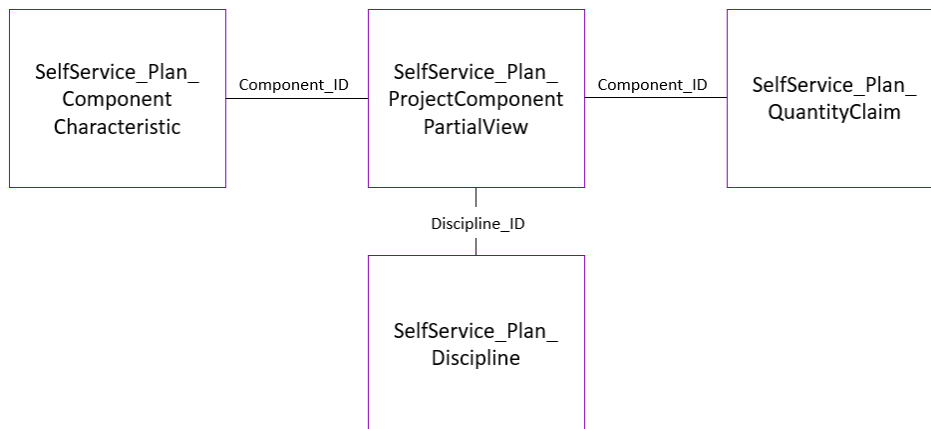 SelfService_Plan_
Component
Characteristic
Component_ID
SelfService_Plan_
ProjectComponent
PartialView
Component_ID
SelfService_Plan_
QuantityClaim
Discipline_ID
SelfService_Plan_
Discipline